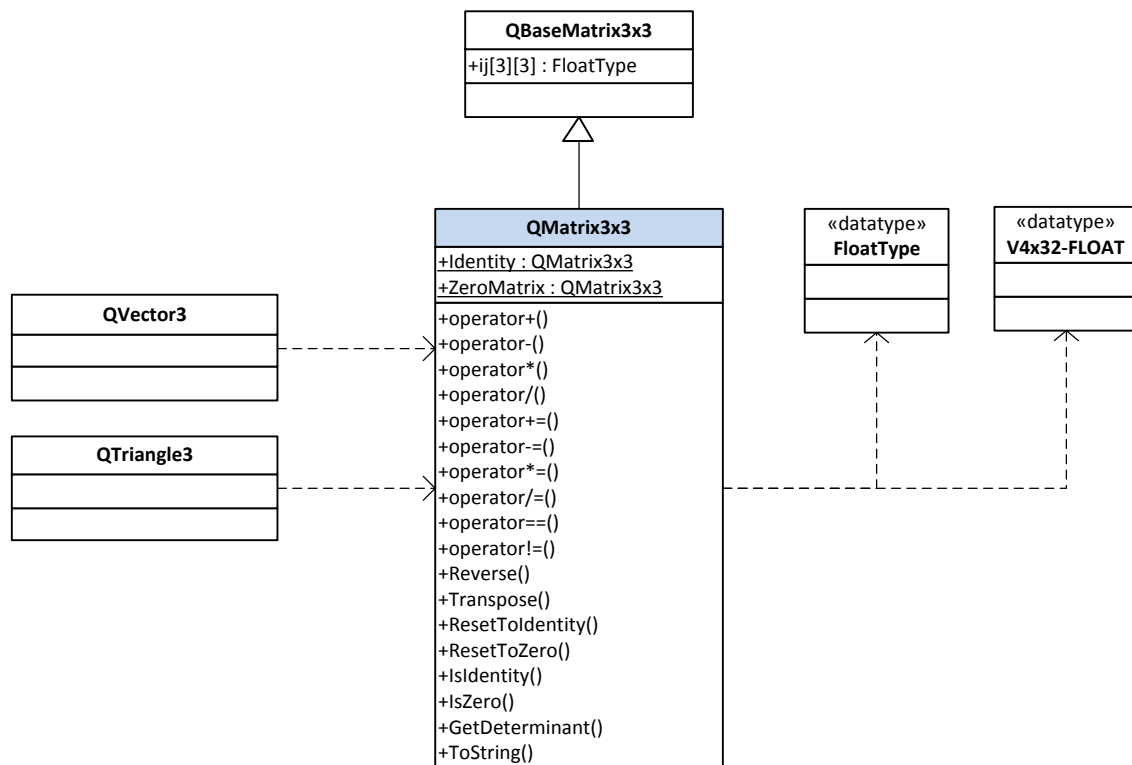 QBaseMatrix3x3
+ij[3][3] : FloatType
QMatrix3x3
+Identity : QMatrix3x3
+ZeroMatrix : QMatrix3x3
+operator+()
+operator-()
+operator*()
+operator/()
+operator+=()
+operator-=()
+operator*=()
+operator/=()
+operator==()
+operator!=()
+Reverse()
+Transpose()
+ResetToIdentity()
+ResetToZero()
+IsIdentity()
+IsZero()
+GetDeterminant()
+ToString()
«datatype»
FloatType
«datatype»
V4x32-FLOAT
QVector3
QTriangle3